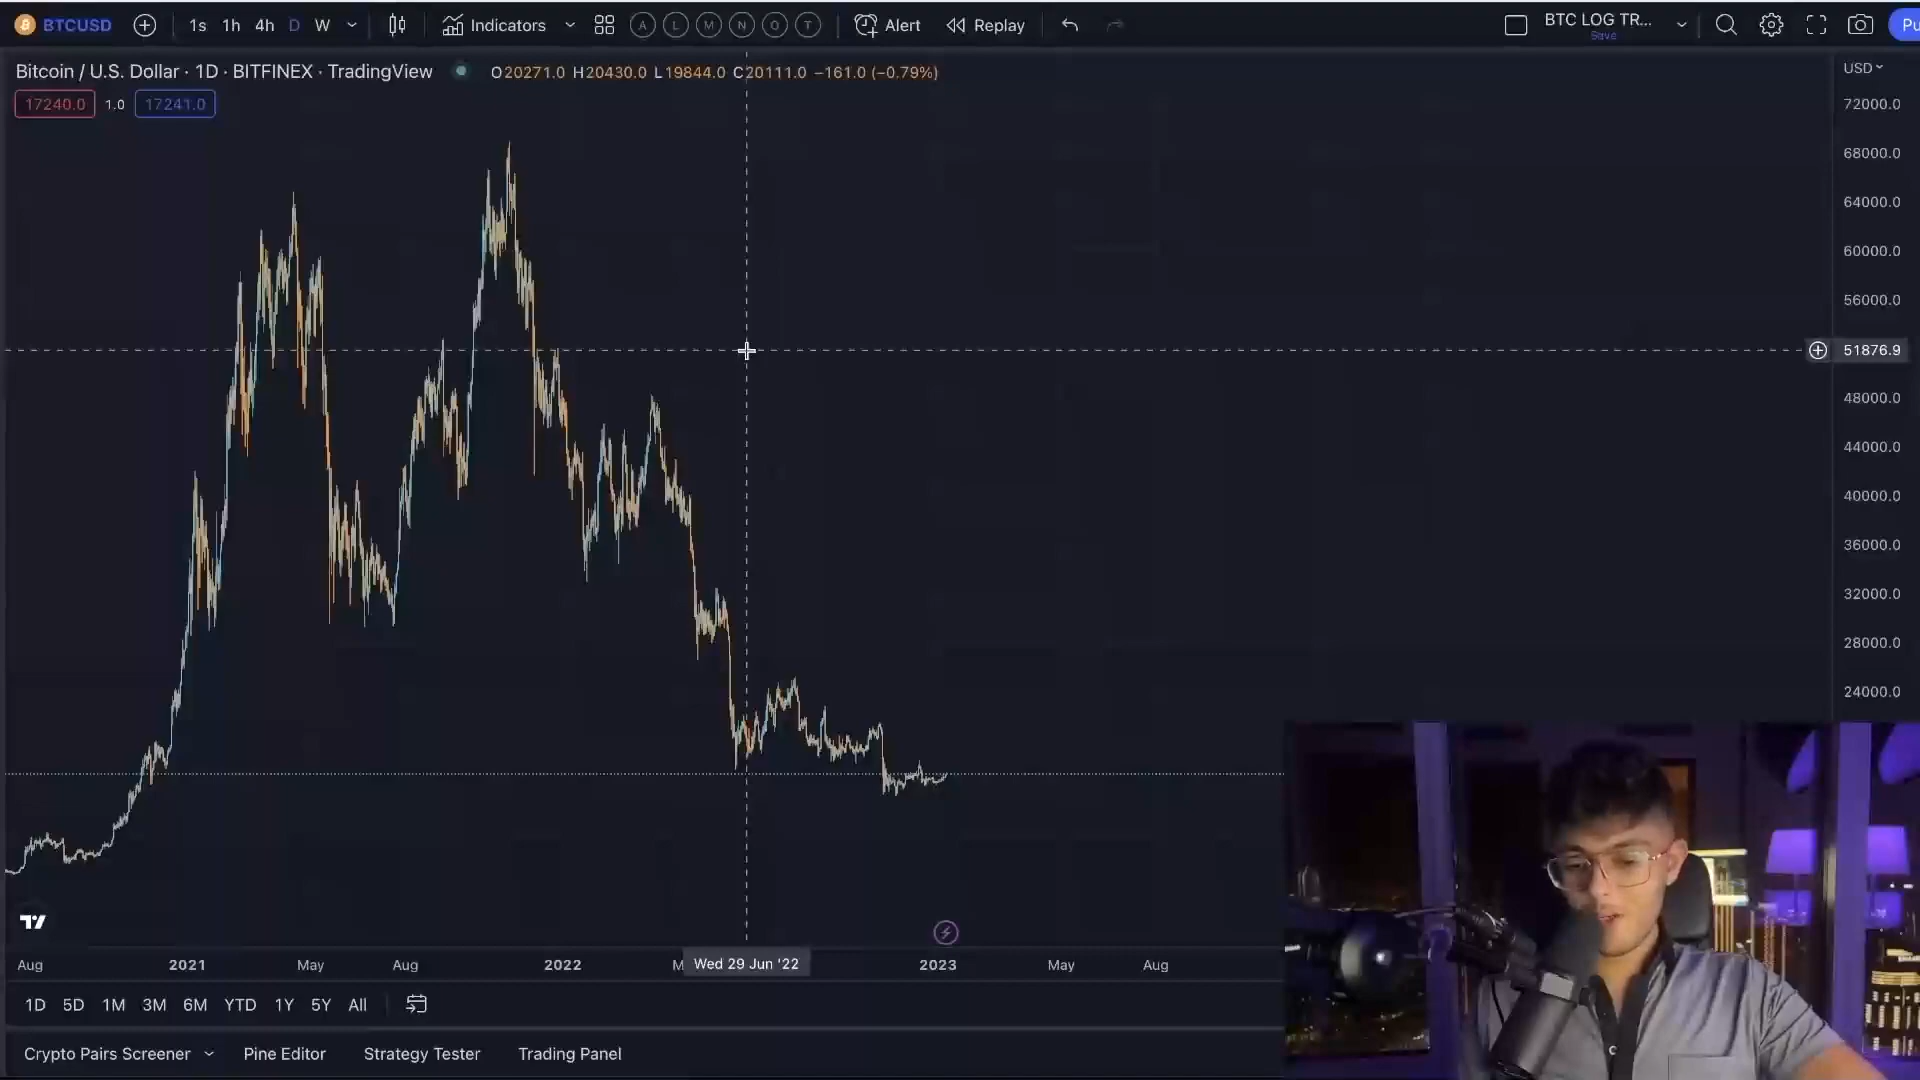 BTCUSD 1s 1h 4h D W Indicators A L M N O T Alert Replay BTC LOG TR... Save Pu
Bitcoin / U.S. Dollar · 1D · BITFINEX · TradingView O20271.0 H20430.0 L19844.0 C20111.0 −161.0 (−0.79%) USD
17240.0 1.0 17241.0
72000.0
68000.0
64000.0
60000.0
56000.0
51876.9
48000.0
44000.0
40000.0
36000.0
32000.0
28000.0
24000.0
Aug 2021 May Aug 2022 M Wed 29 Jun '22 2023 May Aug
1D 5D 1M 3M 6M YTD 1Y 5Y All
Crypto Pairs Screener Pine Editor Strategy Tester Trading Panel